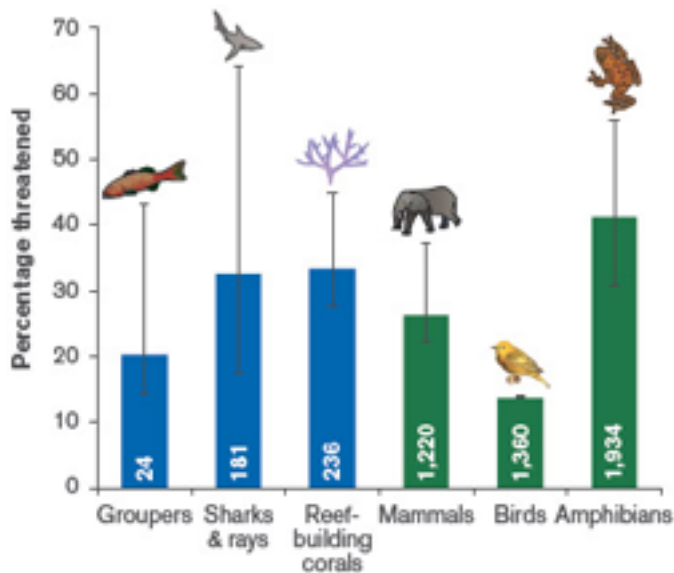 70
60
50
40
30
20
10
0
Percentage threatened
24
181
236
1,220
1,360
1,934
Groupers
Sharks
& rays
Reef-
building
corals
Mammals
Birds
Amphibians